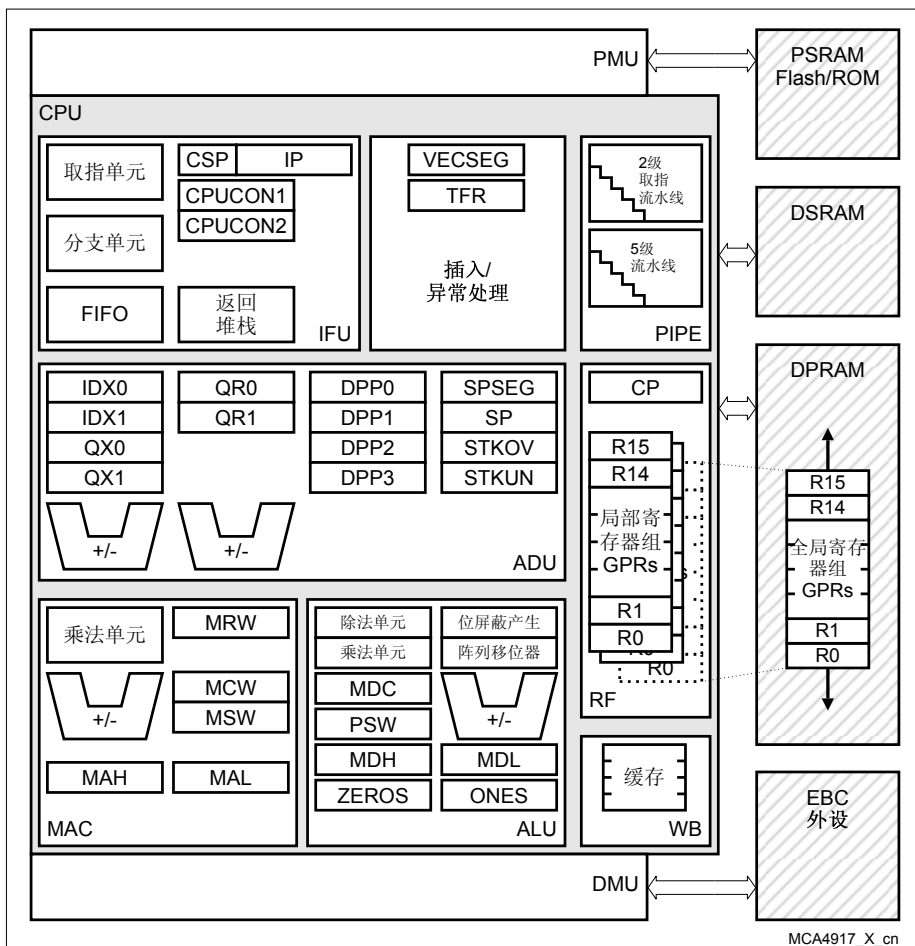 PMU
PSRAM
Flash/ROM
CPU
取指单元
CSP
IP
CPUCON1
CPUCON2
分支单元
FIFO
返回
堆栈
IFU
VECSEG
TFR
插入/
异常处理
2级
取指
流水线
5级
流水线
PIPE
DSRAM
IDX0
IDX1
QX0
QX1
+/-
QR0
QR1
+/-
DPP0
DPP1
DPP2
DPP3
SPSEG
SP
STKOV
STKUN
ADU
CP
R15
R14
局部寄
存器组
GPRs
s
R1
R0
R0
R0
RF
DPRAM
R15
R14
全局寄存
器组
GPRs
R1
R0
乘法单元
MRW
+/-
MCW
MSW
MAH
MAL
MAC
除法单元
位屏蔽产生
乘法单元
阵列移位器
MDC
PSW
+/-
MDH
MDL
ZEROS
ONES
ALU
缓存
WB
EBC
外设
DMU
MCA4917_X_cn